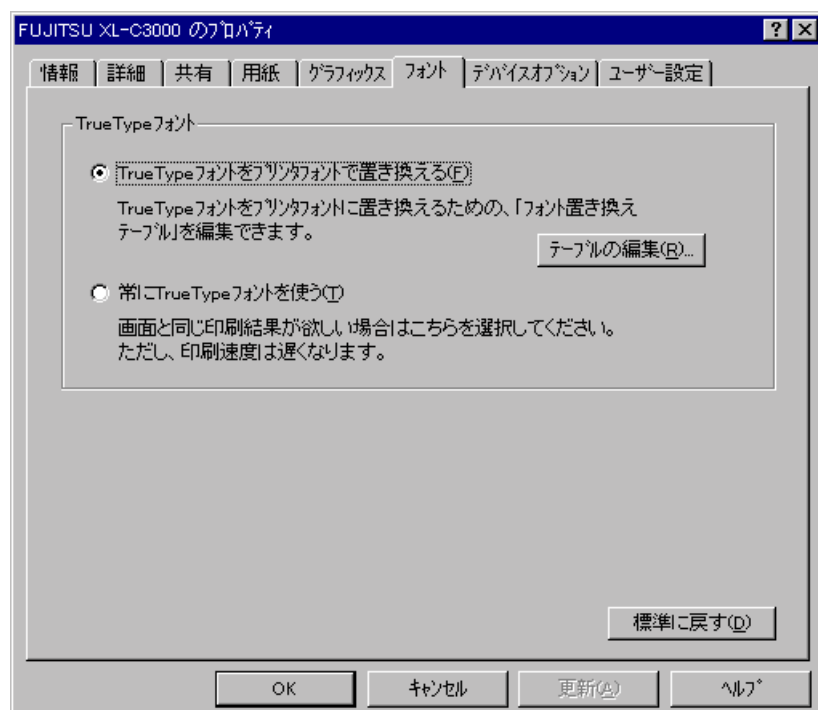 FUJITSU XL-C3000 のﾌﾟﾛﾊﾟﾃｨ
情報 詳細 共有 用紙 ｸﾞﾗﾌｨｯｸｽ ﾌｫﾝﾄ ﾃﾞﾊﾞｲｽｵﾌﾟｼｮﾝ ﾕｰｻﾞｰ設定
TrueTypeﾌｫﾝﾄ
TrueTypeﾌｫﾝﾄをﾌﾟﾘﾝﾀﾌｫﾝﾄで置き換える(F)
TrueTypeﾌｫﾝﾄをﾌﾟﾘﾝﾀﾌｫﾝﾄに置き換えるための、「ﾌｫﾝﾄ置き換え
ﾃｰﾌﾞﾙ」を編集できます。
ﾃｰﾌﾞﾙの編集(R)...
常にTrueTypeﾌｫﾝﾄを使う(T)
画面と同じ印刷結果が欲しい場合はこちらを選択してください。
ただし、印刷速度は遅くなります。
標準に戻す(D)
OK ｷｬﾝｾﾙ 更新(A) ﾍﾙﾌﾟ